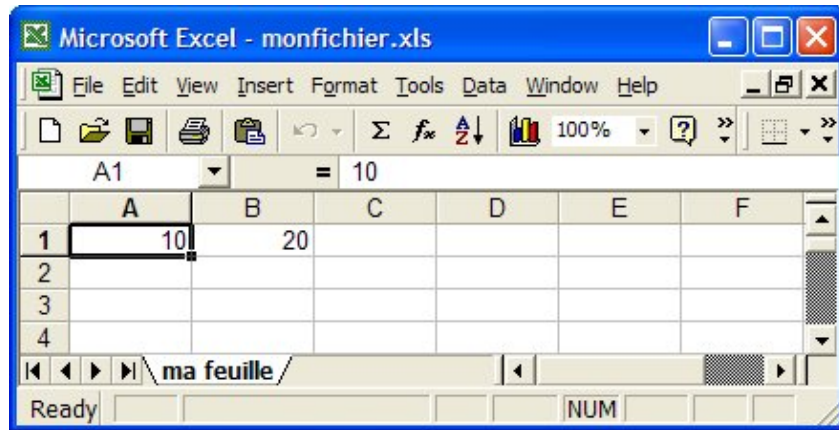 Microsoft Excel - monfichier.xls
File Edit View Insert Format Tools Data Window Help
Σ fx A Z 100% ? »
A1 = 10
A B C D E F
1 10 20
2
3
4
ma feuille
Ready NUM